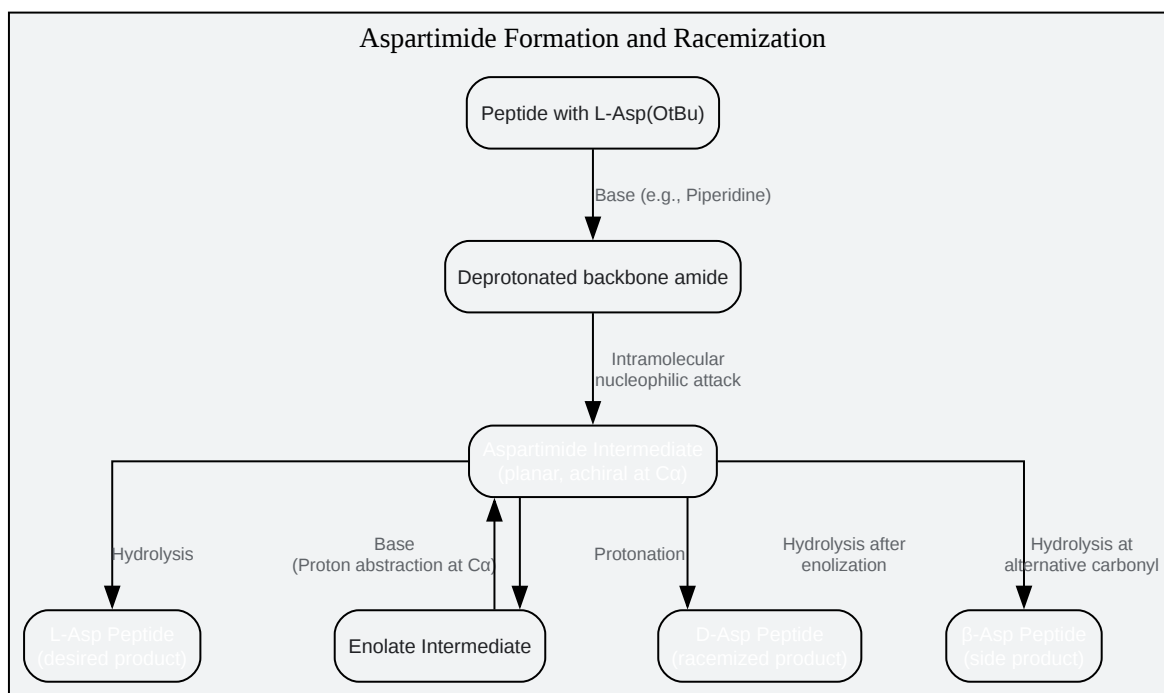 Aspartimide Formation and Racemization
Peptide with L-Asp(OtBu)
Base (e.g., Piperidine)
Deprotonated backbone amide
Intramolecular
nucleophilic attack
Aspartimide Intermediate
(planar, achiral at Cα)
Hydrolysis
Base
(Proton abstraction at Cα)
Protonation
Hydrolysis after
enolization
Hydrolysis at
alternative carbonyl
L-Asp Peptide
(desired product)
Enolate Intermediate
D-Asp Peptide
(racemized product)
β-Asp Peptide
(side product)